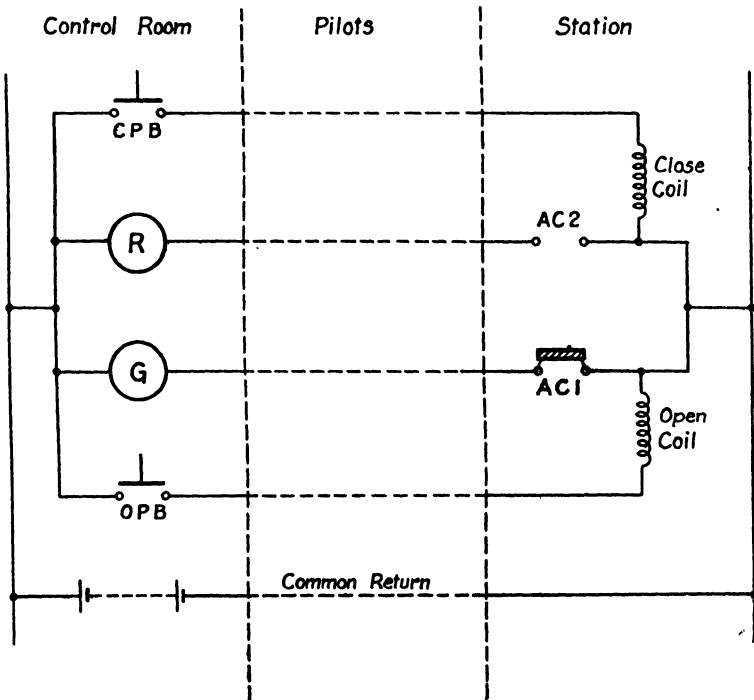 Control Room
Pilots
Station
CPB
Close
Coil
R
AC2
G
AC1
Open
Coil
OPB
Common Return